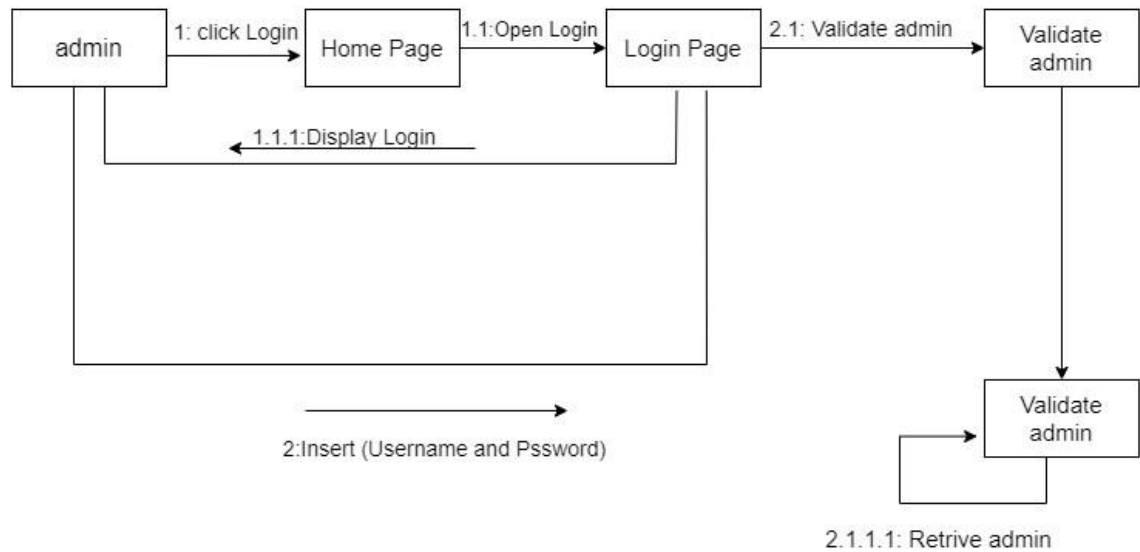 admin
1: click Login
Home Page
1.1:Open Login
Login Page
2.1: Validate admin
Validate
admin
1.1.1:Display Login
2:Insert (Username and Pssword)
Validate
admin
2.1.1.1: Retrive admin